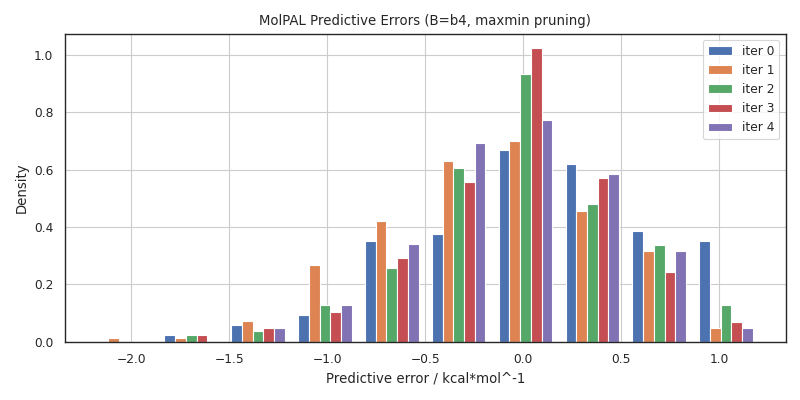 MolPAL Predictive Errors (B=b4, maxmin pruning)
iter 0
iter 1
iter 2
iter 3
iter 4
Density
1.0
0.8
0.6
0.4
0.2
0.0
−2.0 −1.5 −1.0 −0.5 0.0 0.5 1.0
Predictive error / kcal*mol^-1